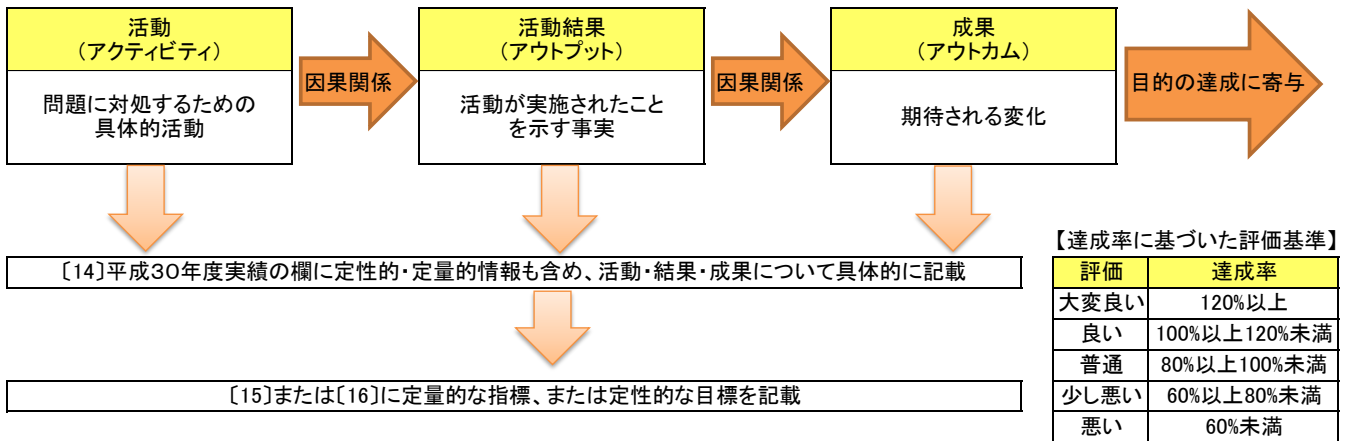 活動
（アクティビティ）
問題に対処するための
具体的活動
因果関係
活動結果
（アウトプット）
活動が実施されたこと
を示す事実
因果関係
成果
（アウトカム）
期待される変化
目的の達成に寄与
〔14〕平成３０年度実績の欄に定性的・定量的情報も含め、活動・結果・成果について具体的に記載
〔15〕または〔16〕に定量的な指標、または定性的な目標を記載
【達成率に基づいた評価基準】
評価 達成率
大変良い 120%以上
良い 100%以上120%未満
普通 80%以上100%未満
少し悪い 60%以上80%未満
悪い 60%未満